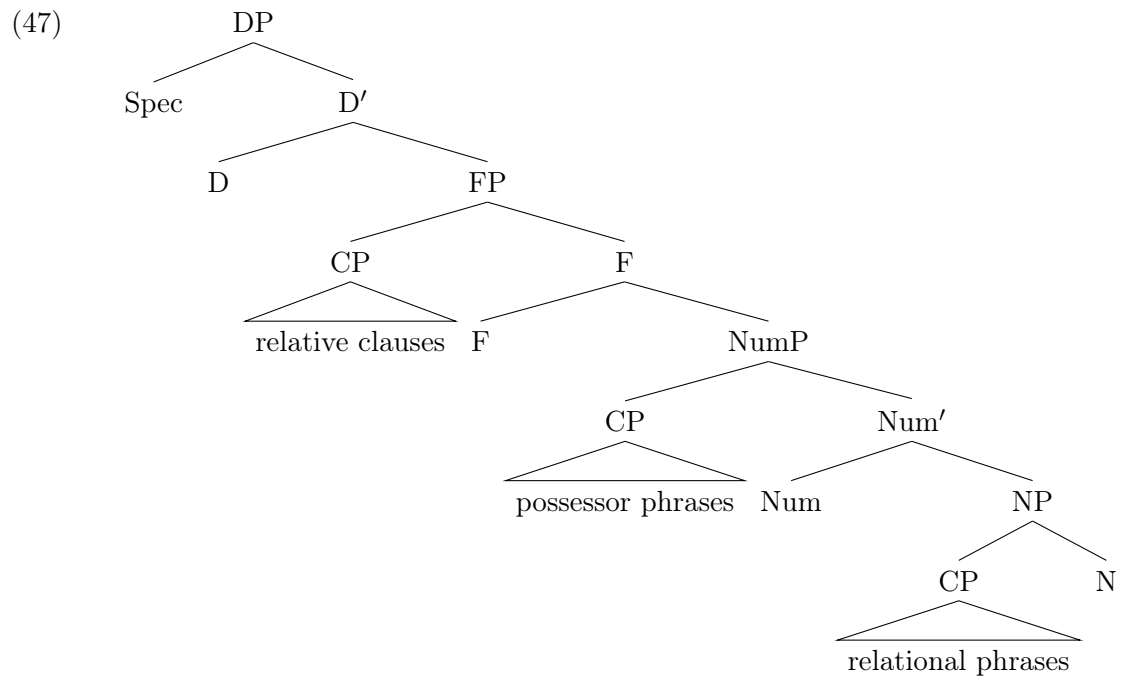 (47) DP
Spec D′
D FP
CP F
relative clauses F NumP
CP Num′
possessor phrases Num NP
CP N
relational phrases